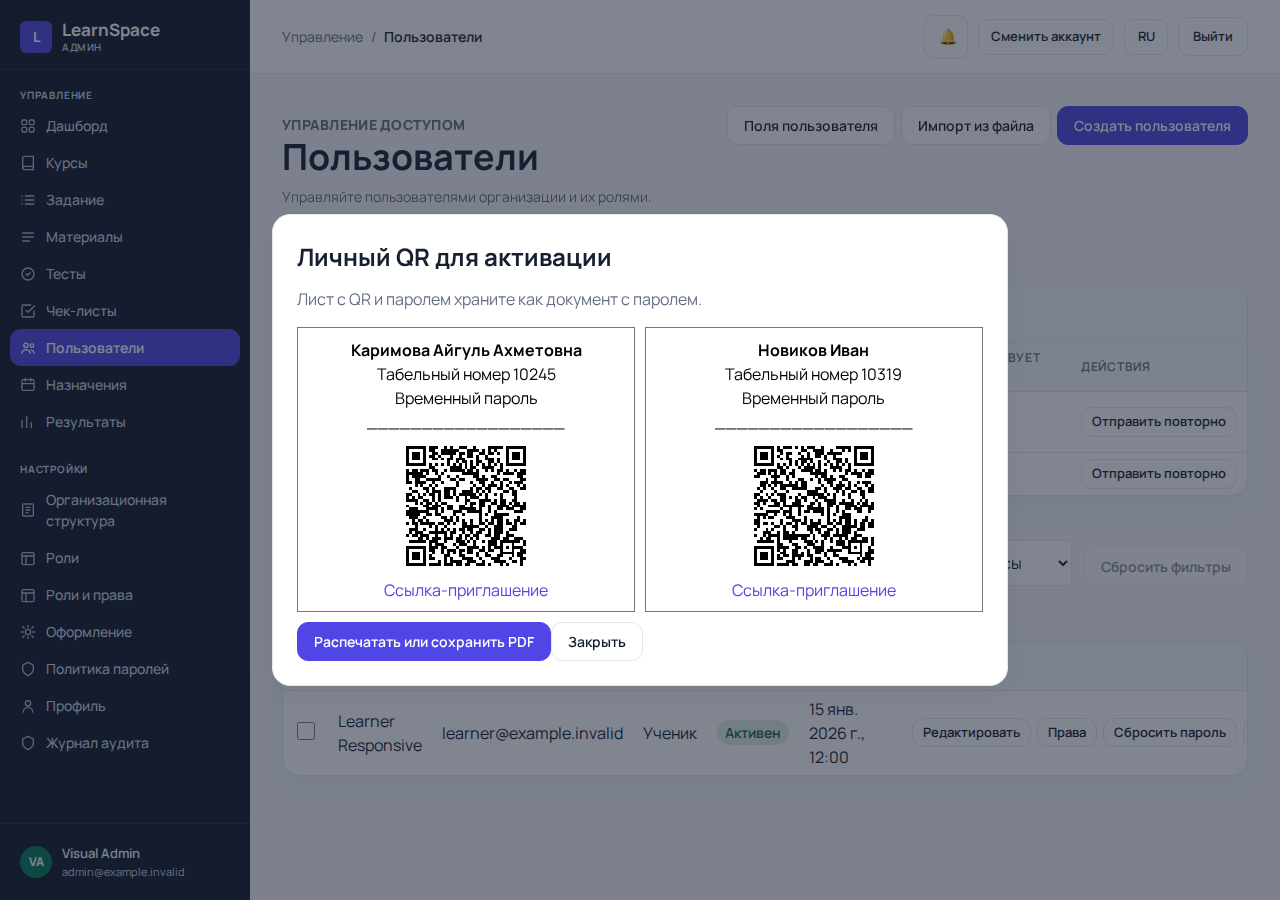 L
LearnSpace
АДМИН
УПРАВЛЕНИЕ
Дашборд
Курсы
Задание
Материалы
Тесты
Чек-листы
Пользователи
Назначения
Результаты
НАСТРОЙКИ
Организационная
структура
Роли
Роли и права
Оформление
Политика паролей
Профиль
Журнал аудита
VA
Visual Admin
admin@example.invalid
Управление / Пользователи
Сменить аккаунт
RU
Выйти
УПРАВЛЕНИЕ ДОСТУПОМ
Пользователи
Управляйте пользователями организации и их ролями.
Поля пользователя
Импорт из файла
Создать пользователя
Личный QR для активации
Лист с QR и паролем храните как документ с паролем.
Каримова Айгуль Ахметовна
Табельный номер 10245
Временный пароль
__________________
Ссылка-приглашение
Новиков Иван
Табельный номер 10319
Временный пароль
__________________
Ссылка-приглашение
Распечатать или сохранить PDF
Закрыть
ДЕЙСТВИЯ
Отправить повторно
Отправить повторно
Сбросить фильтры
Learner
Responsive
learner@example.invalid
Ученик
Активен
15 янв.
2026 г.,
12:00
Редактировать
Права
Сбросить пароль